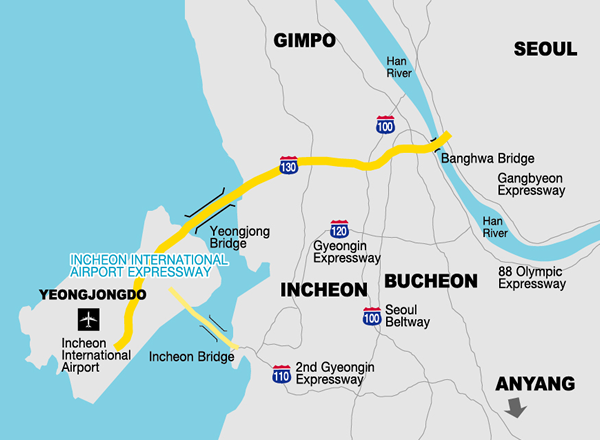 GIMPO
SEOUL
Han
River
100
Banghwa Bridge
130
Gangbyeon
Expressway
Yeongjong
Bridge
120
Gyeongin
Expressway
Han
River
INCHEON INTERNATIONAL
AIRPORT EXPRESSWAY
88 Olympic
Expressway
YEONGJONGDO
INCHEON
BUCHEON
100
Seoul
Beltway
Incheon
International
Airport
Incheon Bridge
110
2nd Gyeongin
Expressway
ANYANG